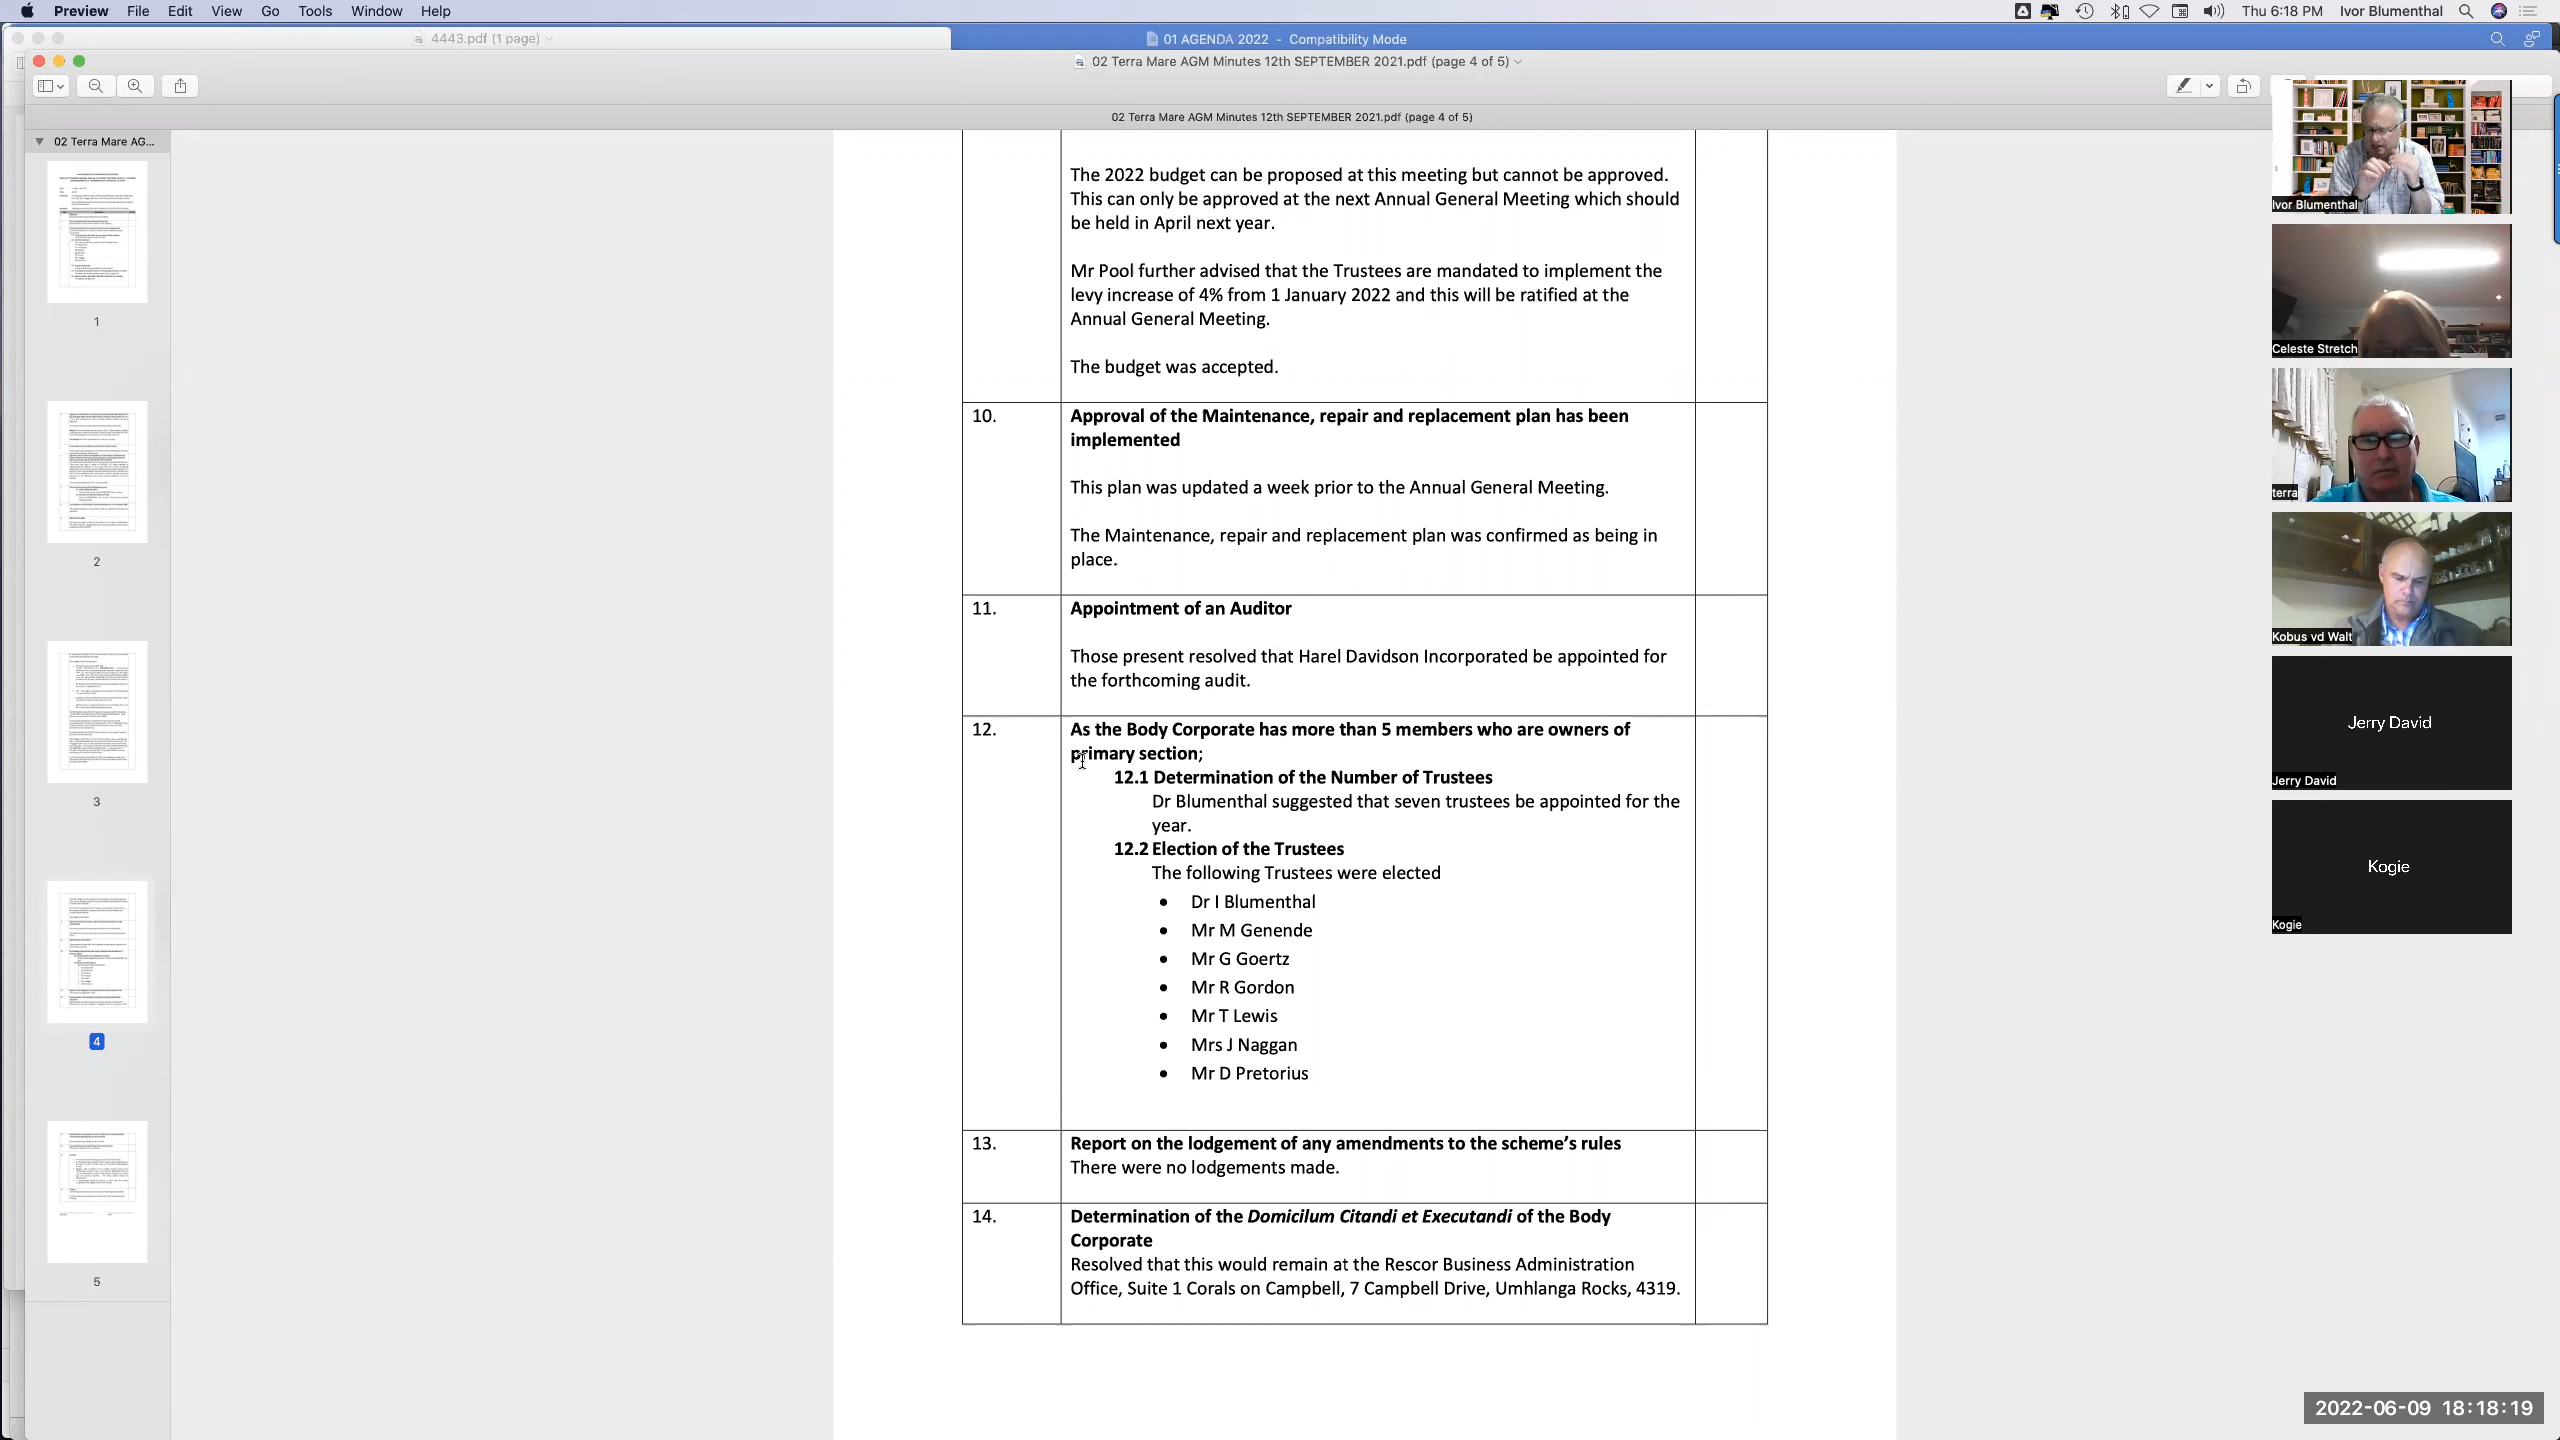 Preview File Edit View Go Tools Window Help
Thu 6:18 PM Ivor Blumenthal
4443.pdf (1 page)
01 AGENDA 2022 - Compatibility Mode
02 Terra Mare AGM Minutes 12th SEPTEMBER 2021.pdf (page 4 of 5)
02 Terra Mare AGM Minutes 12th SEPTEMBER 2021.pdf (page 4 of 5)
02 Terra Mare AG...
1
2
3
4
5
The 2022 budget can be proposed at this meeting but cannot be approved.
This can only be approved at the next Annual General Meeting which should
be held in April next year.
Mr Pool further advised that the Trustees are mandated to implement the
levy increase of 4% from 1 January 2022 and this will be ratified at the
Annual General Meeting.
The budget was accepted.
10. Approval of the Maintenance, repair and replacement plan has been
implemented
This plan was updated a week prior to the Annual General Meeting.
The Maintenance, repair and replacement plan was confirmed as being in
place.
11. Appointment of an Auditor
Those present resolved that Harel Davidson Incorporated be appointed for
the forthcoming audit.
12. As the Body Corporate has more than 5 members who are owners of
primary section;
12.1 Determination of the Number of Trustees
Dr Blumenthal suggested that seven trustees be appointed for the
year.
12.2 Election of the Trustees
The following Trustees were elected
• Dr I Blumenthal
• Mr M Genende
• Mr G Goertz
• Mr R Gordon
• Mr T Lewis
• Mrs J Naggan
• Mr D Pretorius
13. Report on the lodgement of any amendments to the scheme’s rules
There were no lodgements made.
14. Determination of the Domicilum Citandi et Executandi of the Body
Corporate
Resolved that this would remain at the Rescor Business Administration
Office, Suite 1 Corals on Campbell, 7 Campbell Drive, Umhlanga Rocks, 4319.
Ivor Blumenthal
Celeste Stretch
terra
Kobus vd Walt
Jerry David
Jerry David
Kogie
Kogie
2022-06-09 18:18:19